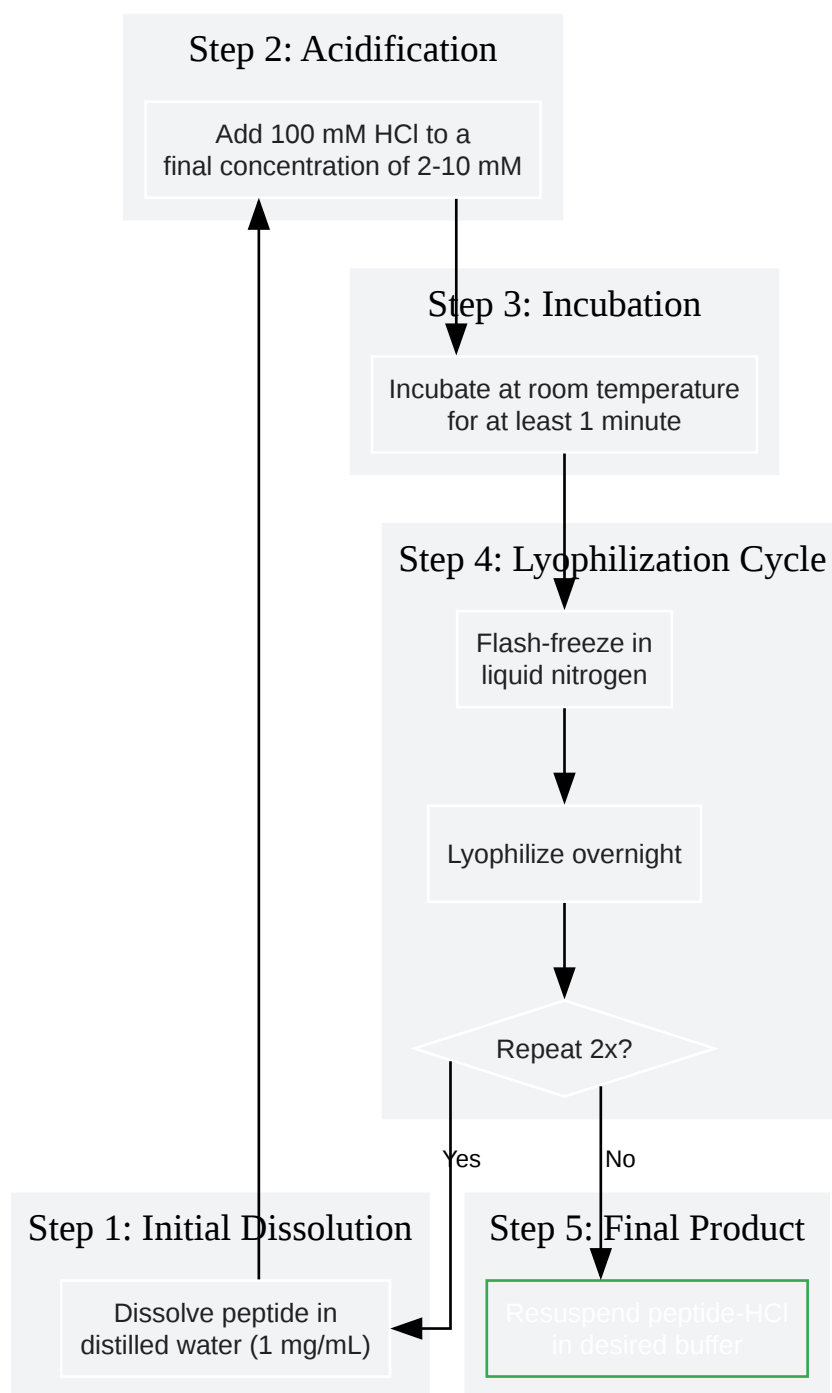 Step 2: Acidification
Add 100 mM HCl to a
final concentration of 2-10 mM
Step 3: Incubation
Incubate at room temperature
for at least 1 minute
Step 4: Lyophilization Cycle
Flash-freeze in
liquid nitrogen
Lyophilize overnight
Repeat 2x?
Yes
No
Step 1: Initial Dissolution
Dissolve peptide in
distilled water (1 mg/mL)
Step 5: Final Product
Resuspend peptide-HCl
in desired buffer